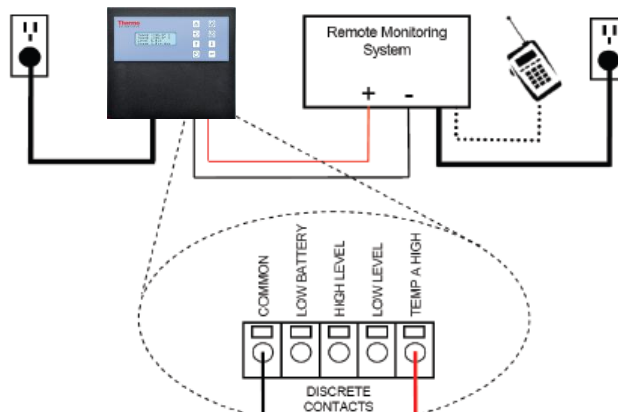 Thermo
Remote Monitoring
System
+
-
COMMON
LOW BATTERY
HIGH LEVEL
LOW LEVEL
TEMP A HIGH
DISCRETE
CONTACTS